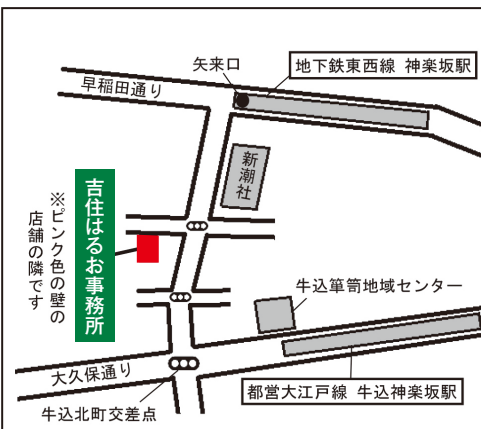 矢来口
地下鉄東西線 神楽坂駅
早稲田通り
新潮社
吉住はるお事務所
※ピンク色の壁の
店舗の隣です
牛込箪笥地域センター
大久保通り
都営大江戸線 牛込神楽坂駅
牛込北町交差点